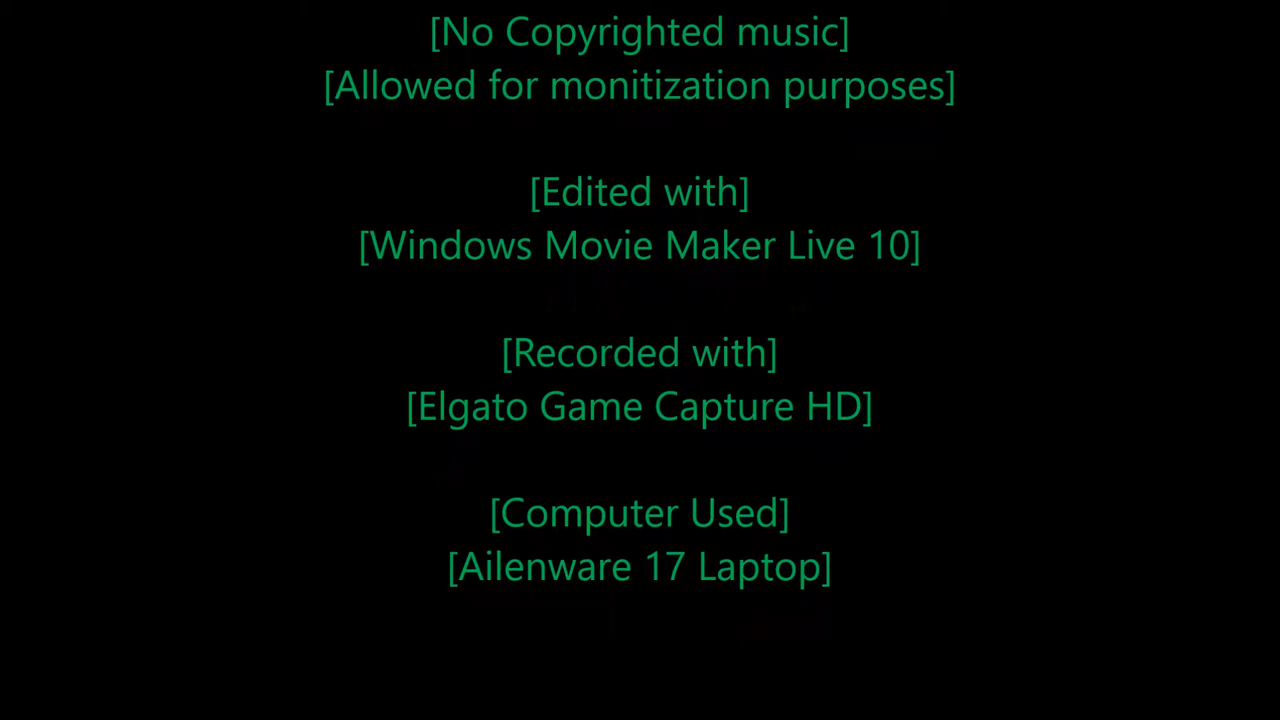 [No Copyrighted music]
[Allowed for monitization purposes]
[Edited with]
[Windows Movie Maker Live 10]
[Recorded with]
[Elgato Game Capture HD]
[Computer Used]
[Ailenware 17 Laptop]